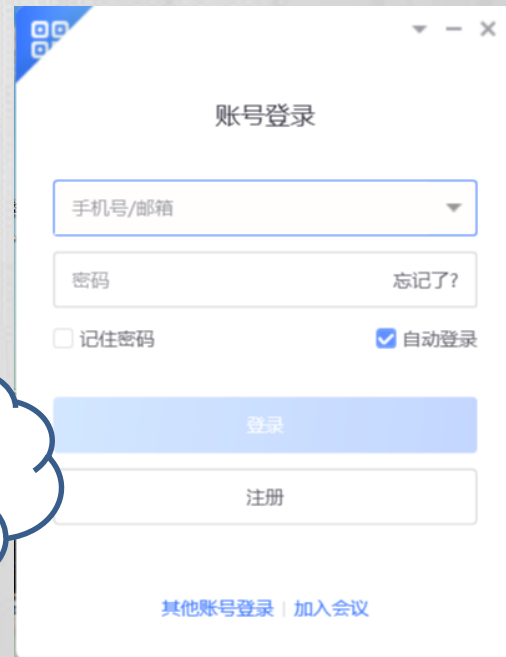 账号登录
手机号/邮箱
密码 忘记了?
记住密码 自动登录
登录
注册
其他账号登录 | 加入会议